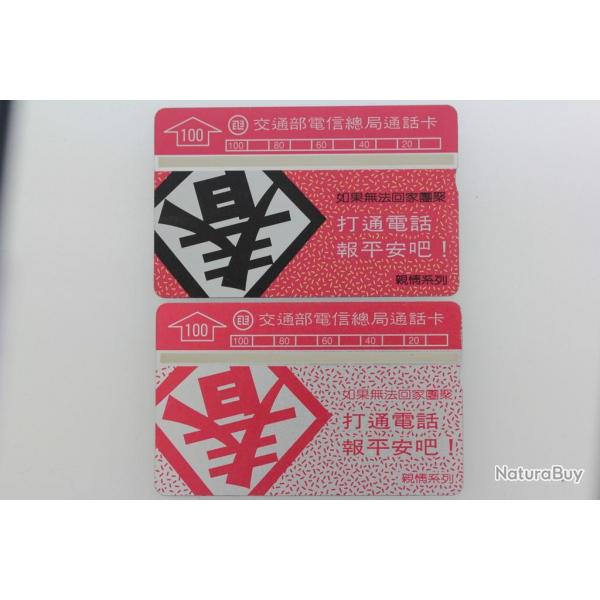 100 交通部電信總局通話卡
100 80 60 40 20
春
如果無法回家團聚
打通電話
報平安吧！
親情系列
100 交通部電信總局通話卡
100 80 60 40 20
春
如果無法回家團聚
打通電話
報平安吧！
親情系列
NaturaBuy